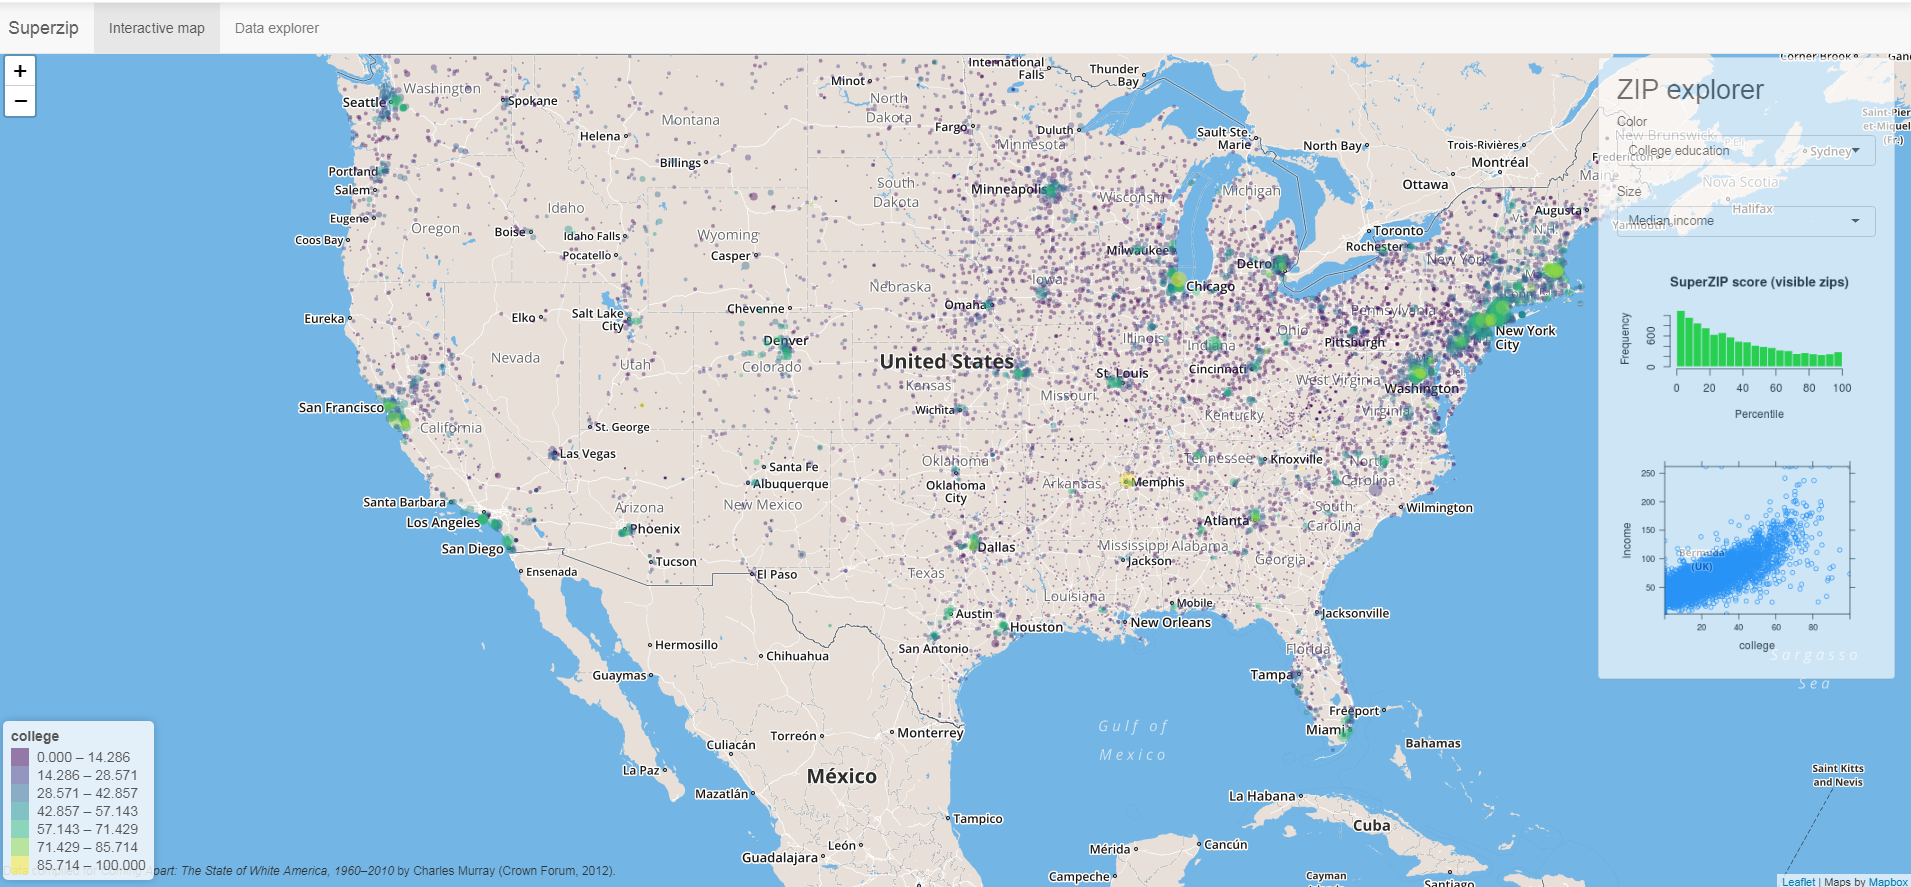 Superzip
Interactive map
Data explorer
+
−
ZIP explorer
Color
College education
Size
Median income
SuperZIP score (visible zips)
Frequency
600
0
0 20 40 60 80 100
Percentile
250
200
150
100
50
Income
20 40 60 80
college
college
0.000 – 14.286
14.286 – 28.571
28.571 – 42.857
42.857 – 57.143
57.143 – 71.429
71.429 – 85.714
85.714 – 100.000
Apart: The State of White America, 1960–2010 by Charles Murray (Crown Forum, 2012).
Leaflet | Maps by Mapbox
International
Falls
Thunder
Bay
Corner Brook
Minot
Washington
Seattle
Spokane
North
Dakota
Montana
Fargo
Duluth
Minnesota
Sault Ste.
Marie
Helena
North Bay
Trois-Rivières
Montréal
New Brunswick
Fredericton
Sydney
Saint-Pier
et-Miquel
(Fr.)
Billings
Portland
Salem
South
Dakota
Minneapolis
Wisconsin
Michigan
Ottawa
Maine
Nova Scotia
Halifax
Yarmouth
Augusta
Eugene
Idaho
Oregon
Boise
Idaho Falls
Wyoming
Coos Bay
Pocatello
Casper
Milwaukee
Toronto
Rochester
Detroi
New York
N.H.
Iowa
Nebraska
Chicago
Omaha
Cheyenne
Salt Lake
City
Eureka
Elko
Pennsylvania
Illinois
Indiana
Ohio
New York
City
Pittsburgh
Denver
Nevada
Utah
Colorado
United States
Kansas
St. Louis
Cincinnati
West Virginia
Washington
Missouri
Wichita
San Francisco
California
St. George
Kentucky
Virginia
Las Vegas
Santa Fe
Albuquerque
Oklahoma
Oklahoma
City
Tennessee
Knoxville
North
Carolina
Arkansas
Memphis
Santa Barbara
Los Angeles
Arizona
New Mexico
Phoenix
South
Carolina
Wilmington
Atlanta
San Diego
Dallas
Mississippi
Alabama
Georgia
Jackson
Bermuda
(UK)
Ensenada
Tucson
El Paso
Texas
Louisiana
Mobile
Jacksonville
Austin
Houston
New Orleans
San Antonio
Florida
Hermosillo
Chihuahua
Guaymas
Tampa
Sargasso
Sea
Freeport
Miami
Gulf of
Mexico
Bahamas
Torreón
Monterrey
Culiacán
La Paz
México
Mazatlán
La Habana
Saint Kitts
and Nevis
Tampico
Cuba
León
Guadalajara
Mérida
Cancún
Campeche
Cayman
Santiago